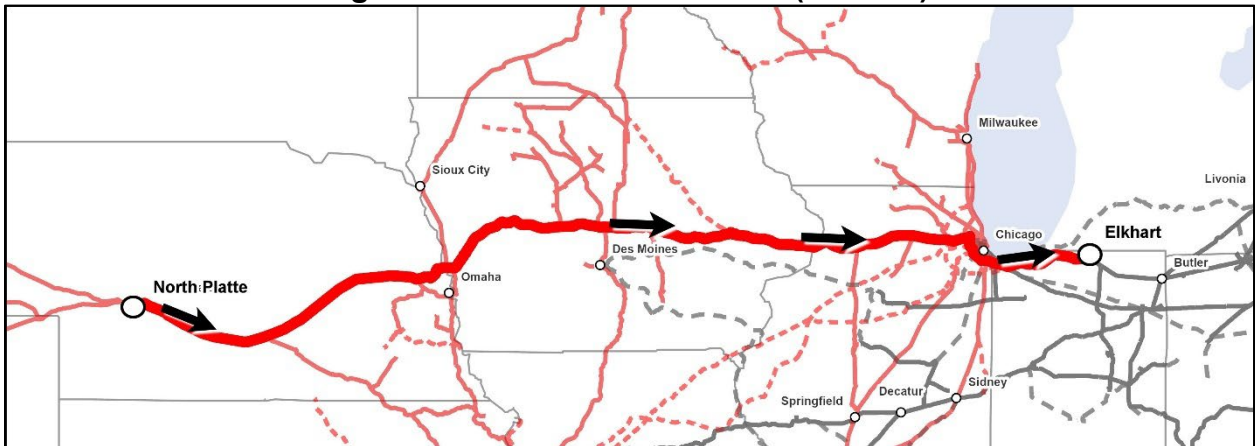 Milwaukee
Sioux City
Livonia
Chicago
Elkhart
Des Moines
Butler
Omaha
North Platte
Sidney
Decatur
Springfield